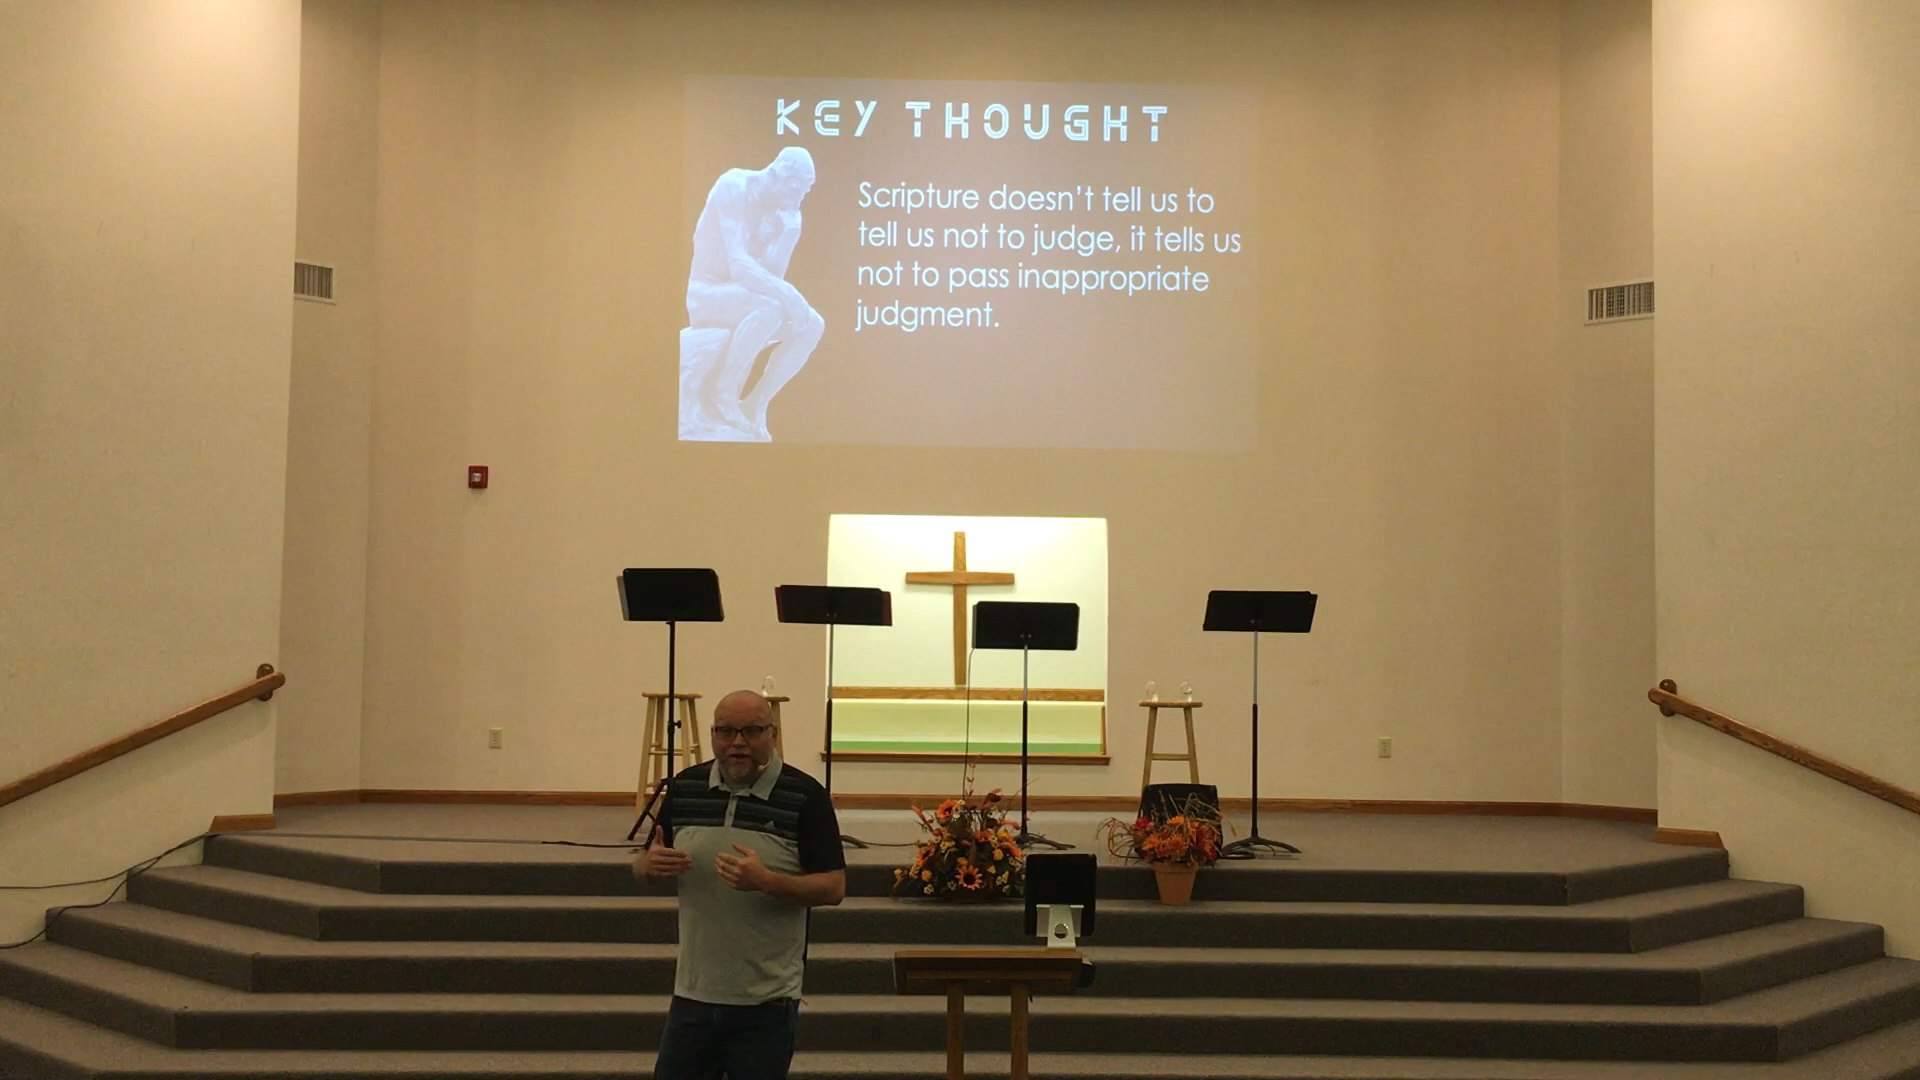 KEY THOUGHT
Scripture doesn't tell us to
tell us not to judge, it tells us
not to pass inappropriate
judgment.